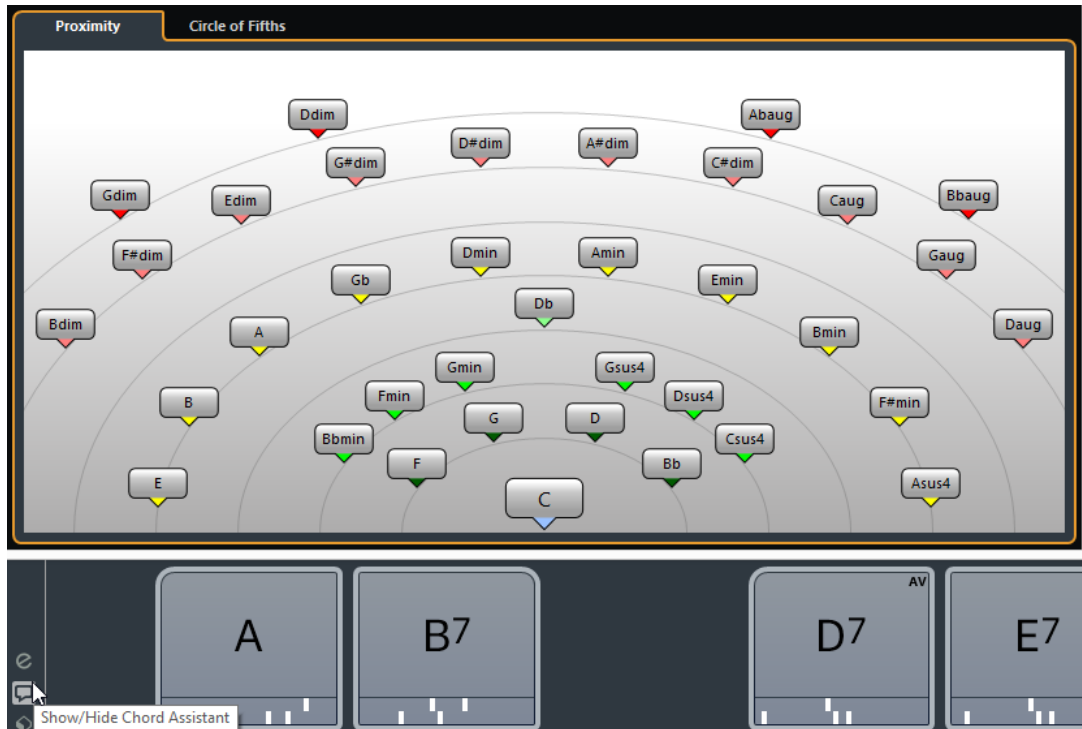 Proximity
Circle of Fifths
Ddim
Abaug
D#dim
A#dim
G#dim
C#dim
Gdim
Edim
Caug
Bbaug
F#dim
Dmin
Amin
Gaug
Gb
Emin
Db
Bdim
A
Bmin
Daug
Gmin
Gsus4
Fmin
Dsus4
B
F#min
G
D
Bbmin
Csus4
F
Bb
E
Asus4
C
AV
A
B7
D7
E7
e
Show/Hide Chord Assistant